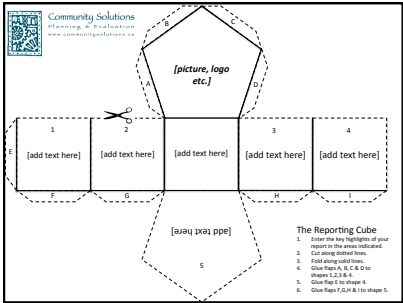 Community Solutions
Planning & Evaluation
www.communitysolutions.ca
B
C
[picture, logo
etc.]
A
D
1
2
3
4
E
[add text here]
[add text here]
[add text here]
[add text here]
[add text here]
F
G
H
I
[add text here]
5
The Reporting Cube
1. Enter the key highlights of your
report in the areas indicated.
2. Cut along dotted lines.
3. Fold along solid lines.
4. Glue flaps A, B, C & D to
shapes 1,2,3 & 4.
5. Glue flap E to shape 4.
6. Glue flaps F,G,H & I to shape 5.